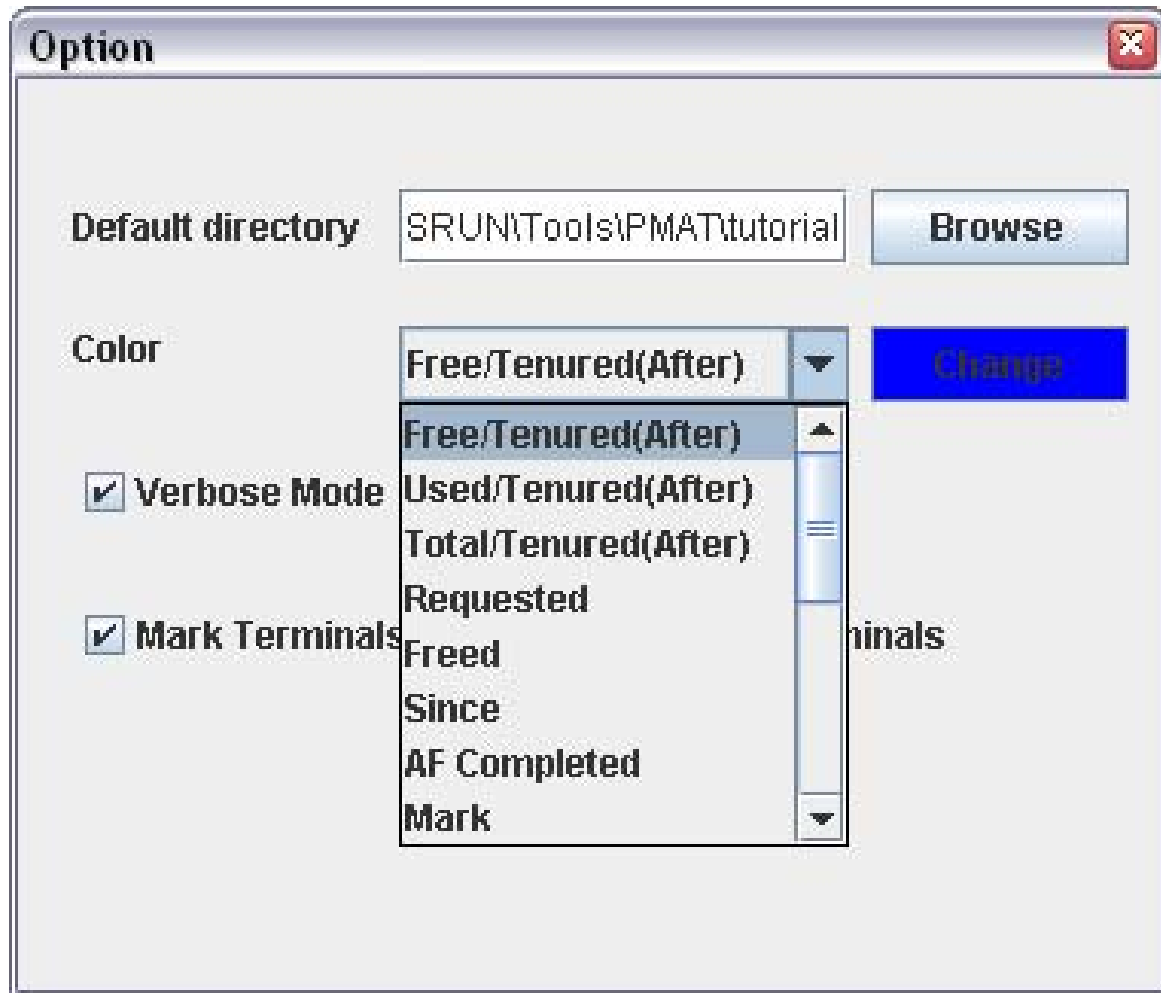 Option
Default directory SRUN\Tools\PMAT\tutorial Browse
Color Free/Tenured(After) Change
Free/Tenured(After)
Verbose Mode Used/Tenured(After)
Total/Tenured(After)
Requested
Mark Terminals
Freed
Since
AF Completed
Mark